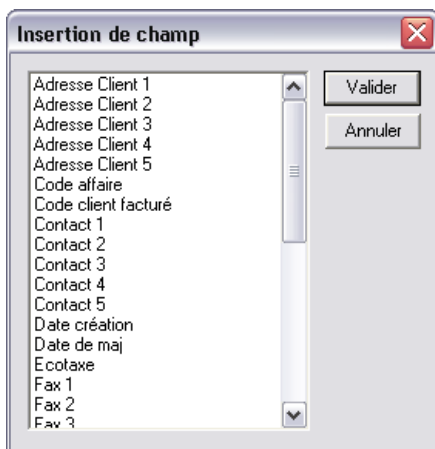 Insertion de champ
Adresse Client 1
Adresse Client 2
Adresse Client 3
Adresse Client 4
Adresse Client 5
Code affaire
Code client facturé
Contact 1
Contact 2
Contact 3
Contact 4
Contact 5
Date création
Date de maj
Ecotaxe
Fax 1
Fax 2
Fax 3
Valider
Annuler